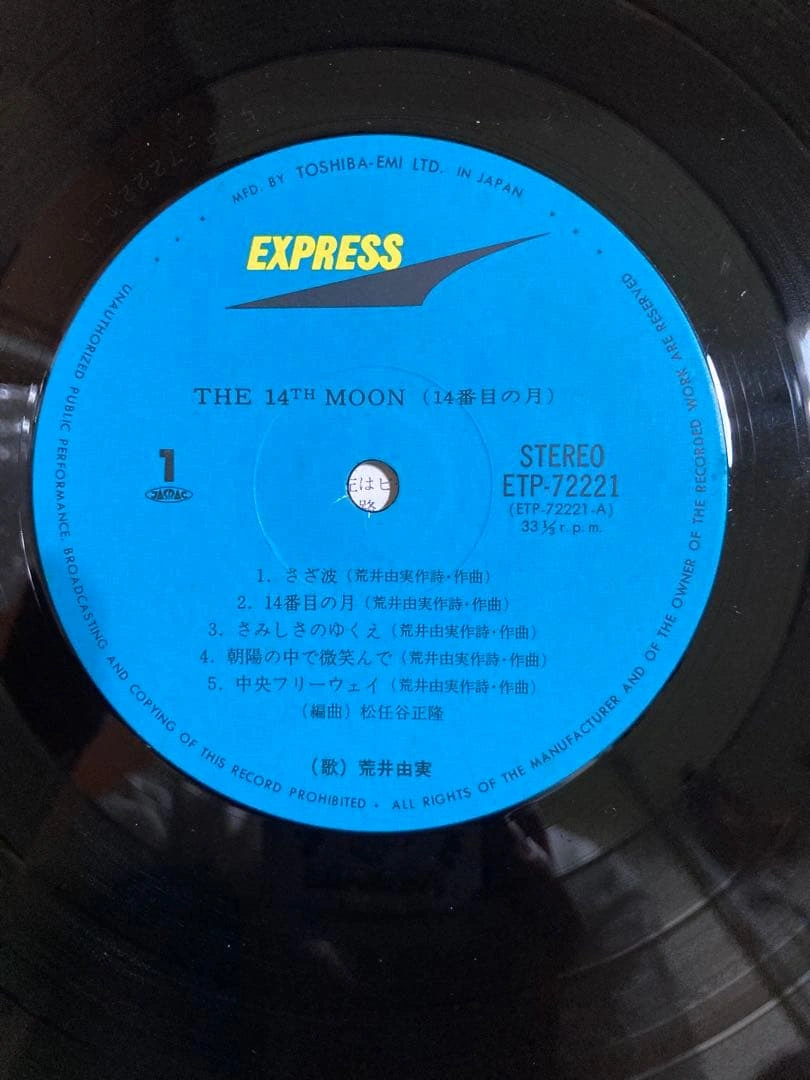 MFD. BY TOSHIBA-EMI LTD. IN JAPAN
EXPRESS
THE 14TH MOON (14番目の月)
1
JASRAC
STEREO
ETP-72221
(ETP-72221-A)
33 1/3 r. p. m.
1. さざ波 (荒井由実作詩・作曲)
2. 14番目の月 (荒井由実作詩・作曲)
3. さみしさのゆくえ (荒井由実作詩・作曲)
4. 朝陽の中で微笑んで (荒井由実作詩・作曲)
5. 中央フリーウェイ (荒井由実作詩・作曲)
(編曲) 松任谷正隆
(歌) 荒井由実
UNAUTHORIZED PUBLIC PERFORMANCE, BROADCASTING AND COPYING OF THIS RECORD PROHIBITED • ALL RIGHTS OF THE MANUFACTURER AND OF THE OWNER OF THE RECORDED WORK ARE RESERVED